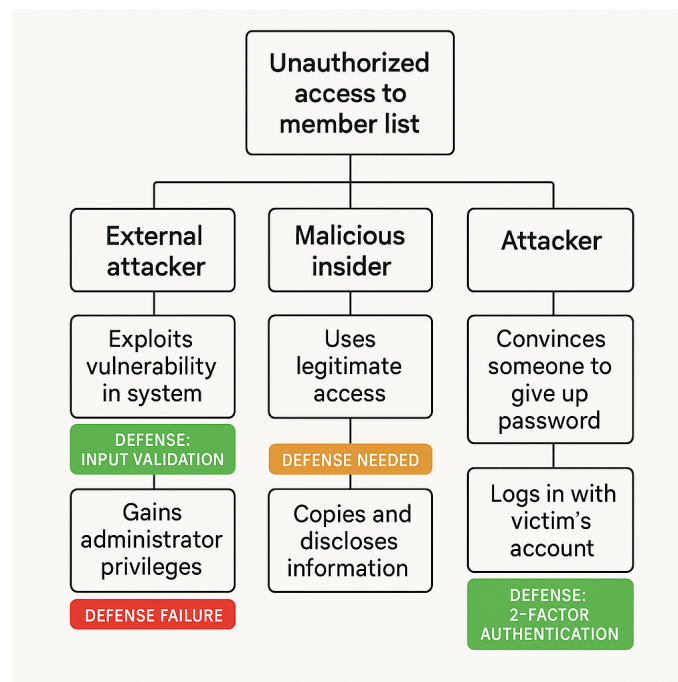 Unauthorized
access to
member list
External
attacker
Exploits
vulnerability
in system
DEFENSE:
INPUT VALIDATION
Gains
administrator
privileges
DEFENSE FAILURE
Malicious
insider
Uses
legitimate
access
DEFENSE NEEDED
Copies and
discloses
information
Attacker
Convinces
someone to
give up
password
Logs in with
victim's
account
DEFENSE:
2-FACTOR
AUTHENTICATION